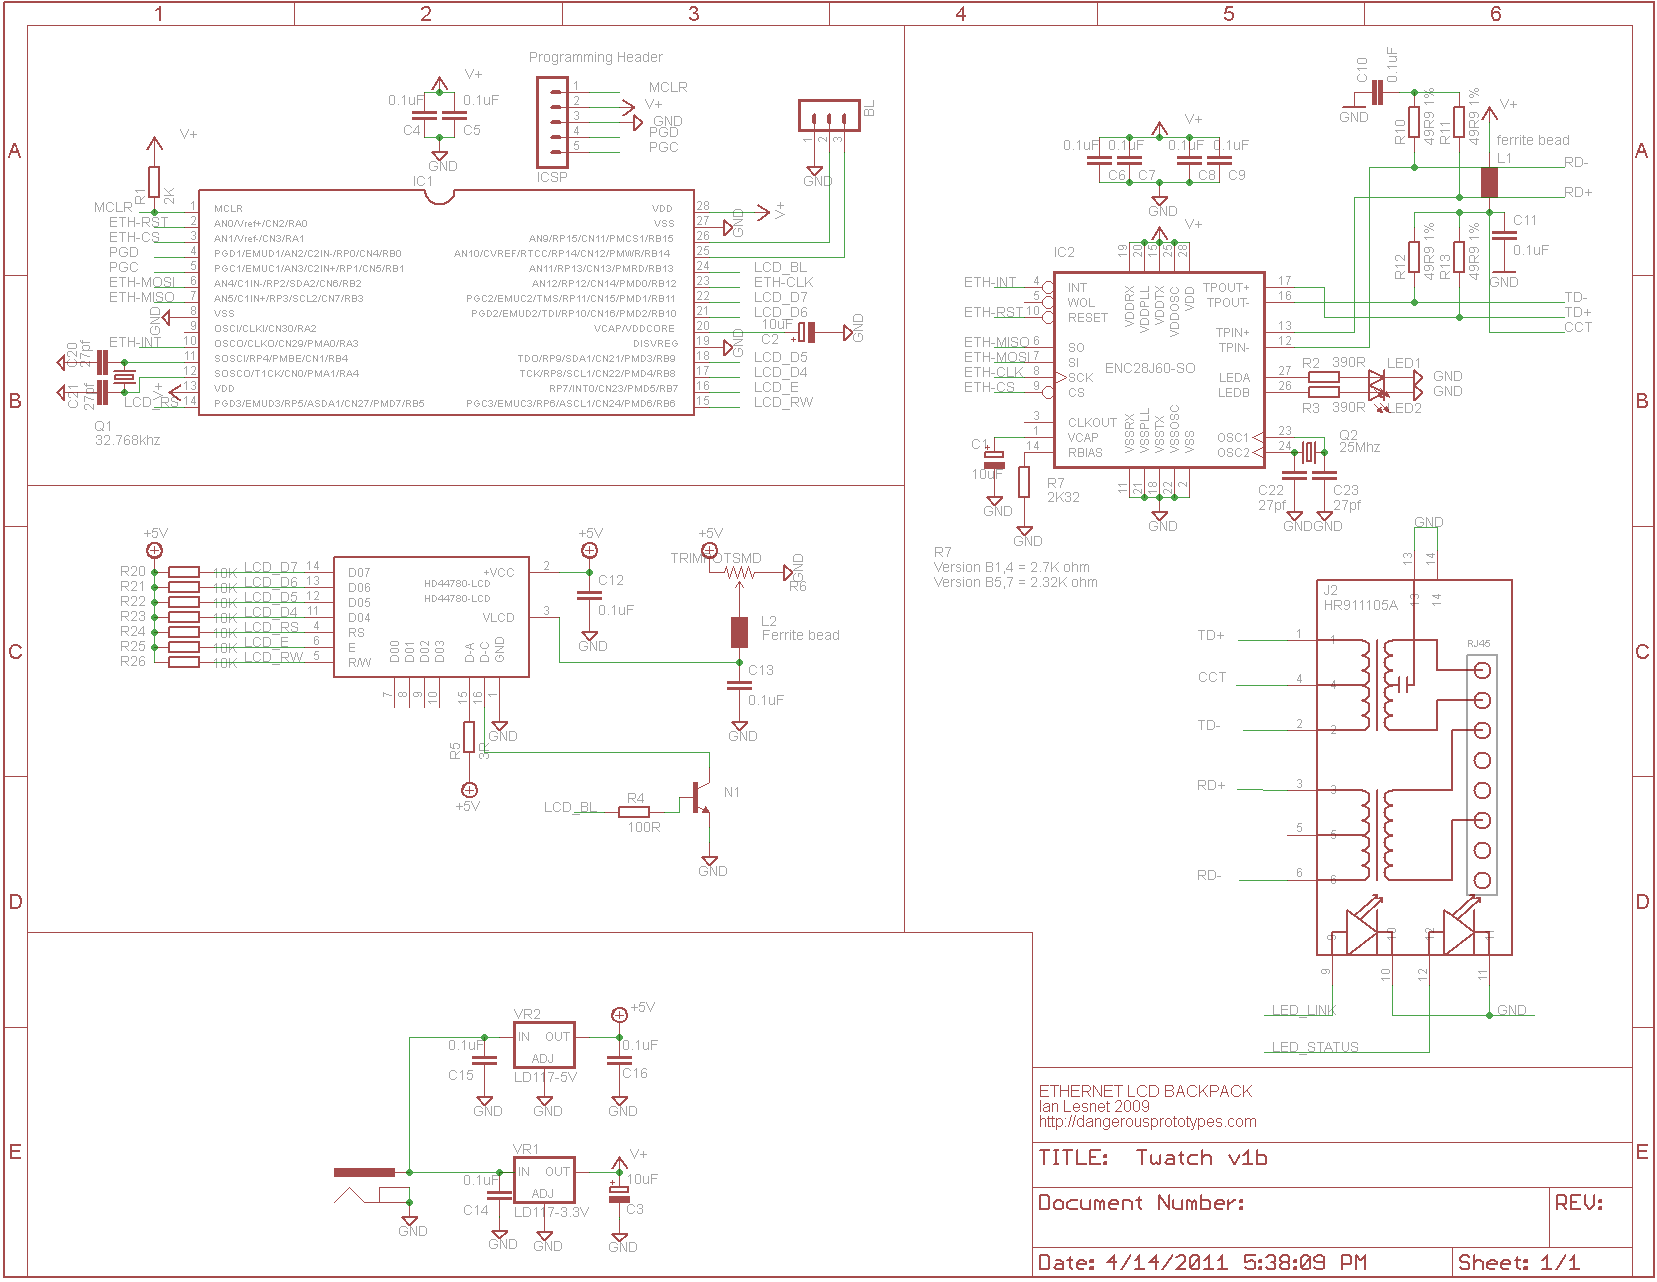 1 2 3 4 5 6
A
B
C
D
E
A
B
C
D
E
Programming Header
V+
0.1uF 0.1uF
C4 C5
GND
1 MCLR
2 V+
3 GND
4 PGD
5 PGC
ICSP
BL
1 2 3
GND
V+
R1
2K
IC1
MCLR 1 MCLR
ETH-RST 2 AN0/Vref+/CN2/RA0
ETH-CS 3 AN1/Vref-/CN3/RA1
PGD 4 PGD1/EMUD1/AN2/C2IN-/RP0/CN4/RB0
PGC 5 PGC1/EMUC1/AN3/C2IN+/RP1/CN5/RB1
ETH-MOSI 6 AN4/C1IN-/RP2/SDA2/CN6/RB2
ETH-MISO 7 AN5/C1IN+/RP3/SCL2/CN7/RB3
GND 8 VSS
9 OSCI/CLKI/CN30/RA2
ETH-INT 10 OSCO/CLKO/CN29/PMA0/RA3
11 SOSCI/RP4/PMBE/CN1/RB4
12 SOSCO/T1CK/CN0/PMA1/RA4
V+ 13 VDD
LCD_RS 14 PGD3/EMUD3/RP5/ASDA1/CN27/PMD7/RB5
VDD 28 V+
VSS 27 GND
AN9/RP15/CN11/PMCS1/RB15 26
AN10/CVREF/RTCC/RP14/CN12/PMWR/RB14 25
AN11/RP13/CN13/PMRD/RB13 24 LCD_BL
AN12/RP12/CN14/PMD0/RB12 23 ETH-CLK
PGC2/EMUC2/TMS/RP11/CN15/PMD1/RB11 22 LCD_D7
PGD2/EMUD2/TDI/RP10/CN16/PMD2/RB10 21 LCD_D6
VCAP/VDDCORE 20
DISVREG 19 GND
TDO/RP9/SDA1/CN21/PMD3/RB9 18 LCD_D5
TCK/RP8/SCL1/CN22/PMD4/RB8 17 LCD_D4
RP7/INT0/CN23/PMD5/RB7 16 LCD_E
PGC3/EMUC3/RP6/ASCL1/CN24/PMD6/RB6 15 LCD_RW
10uF
C2 +
GND
C20
27pf
C21
27pf
Q1
32.768khz
V+
0.1uF 0.1uF 0.1uF 0.1uF
C6 C7 C8 C9
GND
V+
IC2
19 20 15 25 28
VDDRX VDDPLL VDDTX VDDOSC VDD
ETH-INT 4 INT
5 WOL
ETH-RST 10 RESET
ETH-MISO 6 SO
ETH-MOSI 7 SI
ETH-CLK 8 SCK
ETH-CS 9 CS
3 CLKOUT
1 VCAP
14 RBIAS
ENC28J60-SO
TPOUT+ 17
TPOUT- 16
TPIN+ 13
TPIN- 12
LEDA 27
LEDB 26
OSC1 23
OSC2 24
VSSRX VSSPLL VSSTX VSSOSC VSS
11 21 18 22 2
GND
C1 +
10uF
GND
R7
2K32
GND
R7
Version B1,4 = 2.7K ohm
Version B5,7 = 2.32K ohm
R2 390R LED1
R3 390R LED2
GND
GND
Q2
25Mhz
C22 C23
27pf 27pf
GND GND
C10
0.1uF
GND
R10 49R9 1%
R11 49R9 1%
V+
ferrite bead
L1
RD-
RD+
R12 49R9 1%
R13 49R9 1%
C11
0.1uF
GND
TD-
TD+
CCT
+5V
R20 10K LCD_D7 14 D07
R21 10K LCD_D6 13 D06
R22 10K LCD_D5 12 D05
R23 10K LCD_D4 11 D04
R24 10K LCD_RS 4 RS
R25 10K LCD_E 6 E
R26 10K LCD_RW 5 R/W
HD44780-LCD
HD44780-LCD
+VCC 2
VLCD 3
D00 D01 D02 D03 D-A D-C GND
7 8 9 10 15 16 1
+5V
C12
0.1uF
GND
+5V
TRIMPOTSMD
GND
R6
L2
Ferrite bead
C13
0.1uF
GND
GND
R5
3R
+5V
LCD_BL R4
100R
N1
GND
GND
13 14
J2
HR911105A
13 14
RJ45
TD+ 1 1
CCT 4 4
TD- 2 2
RD+ 3 3
5 5
RD- 6 6
9 10 12 11
9 10 12 11
LED_LINK
GND
LED_STATUS
VR2
IN OUT
ADJ
LD117-5V
+5V
0.1uF
C15
0.1uF
C16
GND GND GND
VR1
IN OUT
ADJ
LD117-3.3V
V+
0.1uF
C14
+ 10uF
C3
GND GND GND GND
ETHERNET LCD BACKPACK
Ian Lesnet 2009
http://dangerousprototypes.com
TITLE: Twatch v1b
Document Number:
REV:
Date: 4/14/2011 5:38:09 PM
Sheet: 1/1